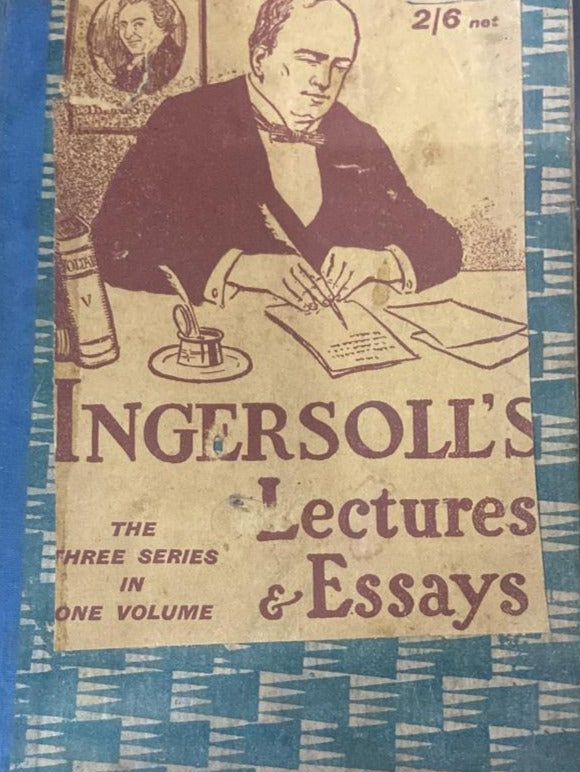 2/6 net
V
INGERSOLL'S
Lectures
& Essays
THE
THREE SERIES
IN
ONE VOLUME